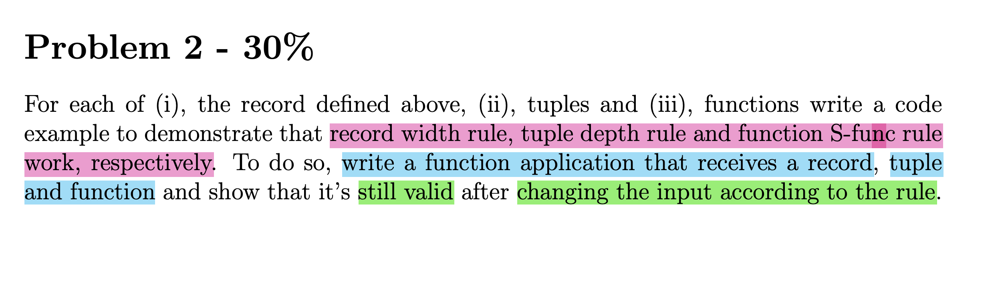 Problem 2 - 30%
For each of (i), the record defined above, (ii), tuples and (iii), functions write a code
example to demonstrate that record width rule, tuple depth rule and function S-func rule
work, respectively. To do so, write a function application that receives a record, tuple
and function and show that it's still valid after changing the input according to the rule.